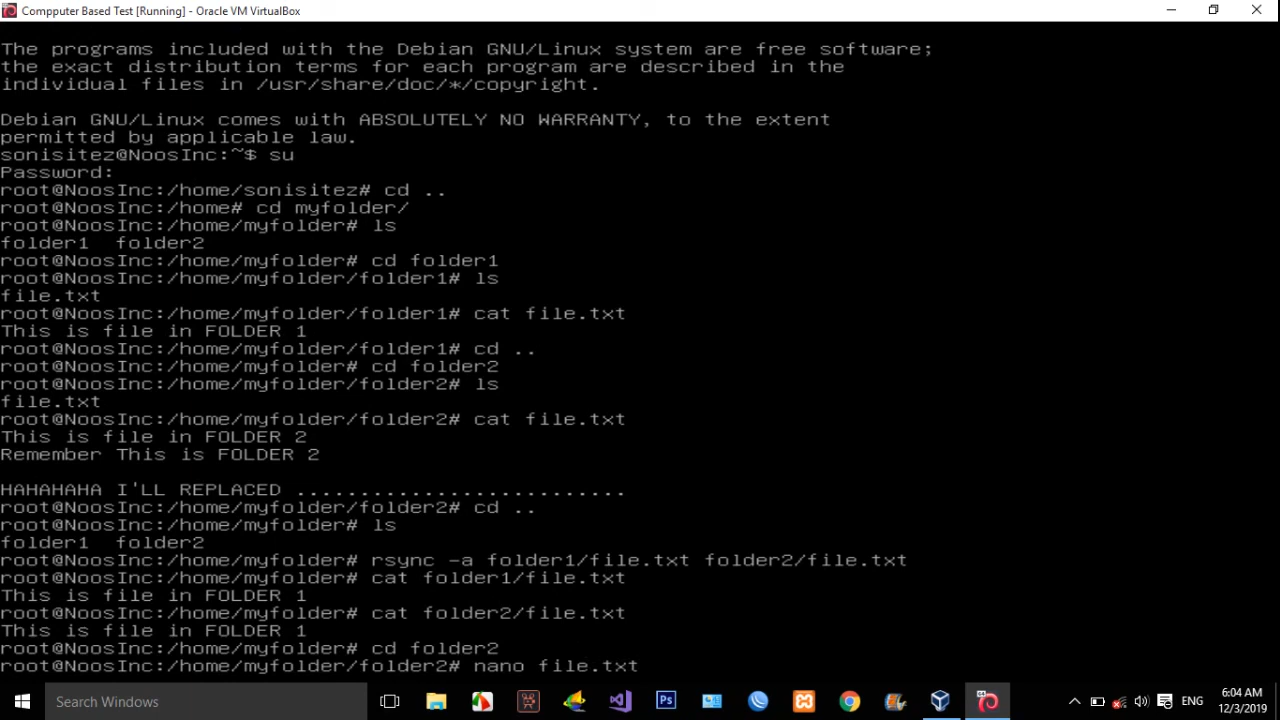 Compputer Based Test [Running] - Oracle VM VirtualBox
The programs included with the Debian GNU/Linux system are free software;
the exact distribution terms for each program are described in the
individual files in /usr/share/doc/*/copyright.
Debian GNU/Linux comes with ABSOLUTELY NO WARRANTY, to the extent
permitted by applicable law.
sonisitez@NoosInc:~$ su
Password:
root@NoosInc:/home/sonisitez# cd ..
root@NoosInc:/home# cd myfolder/
root@NoosInc:/home/myfolder# ls
folder1  folder2
root@NoosInc:/home/myfolder# cd folder1
root@NoosInc:/home/myfolder/folder1# ls
file.txt
root@NoosInc:/home/myfolder/folder1# cat file.txt
This is file in FOLDER 1
root@NoosInc:/home/myfolder/folder1# cd ..
root@NoosInc:/home/myfolder# cd folder2
root@NoosInc:/home/myfolder/folder2# ls
file.txt
root@NoosInc:/home/myfolder/folder2# cat file.txt
This is file in FOLDER 2
Remember This is FOLDER 2
HAHAHAHA I'LL REPLACED ..........................
root@NoosInc:/home/myfolder/folder2# cd ..
root@NoosInc:/home/myfolder# ls
folder1  folder2
root@NoosInc:/home/myfolder# rsync -a folder1/file.txt folder2/file.txt
root@NoosInc:/home/myfolder# cat folder1/file.txt
This is file in FOLDER 1
root@NoosInc:/home/myfolder# cat folder2/file.txt
This is file in FOLDER 1
root@NoosInc:/home/myfolder# cd folder2
root@NoosInc:/home/myfolder/folder2# nano file.txt
Search Windows
Ps
ENG
6:04 AM
12/3/2019